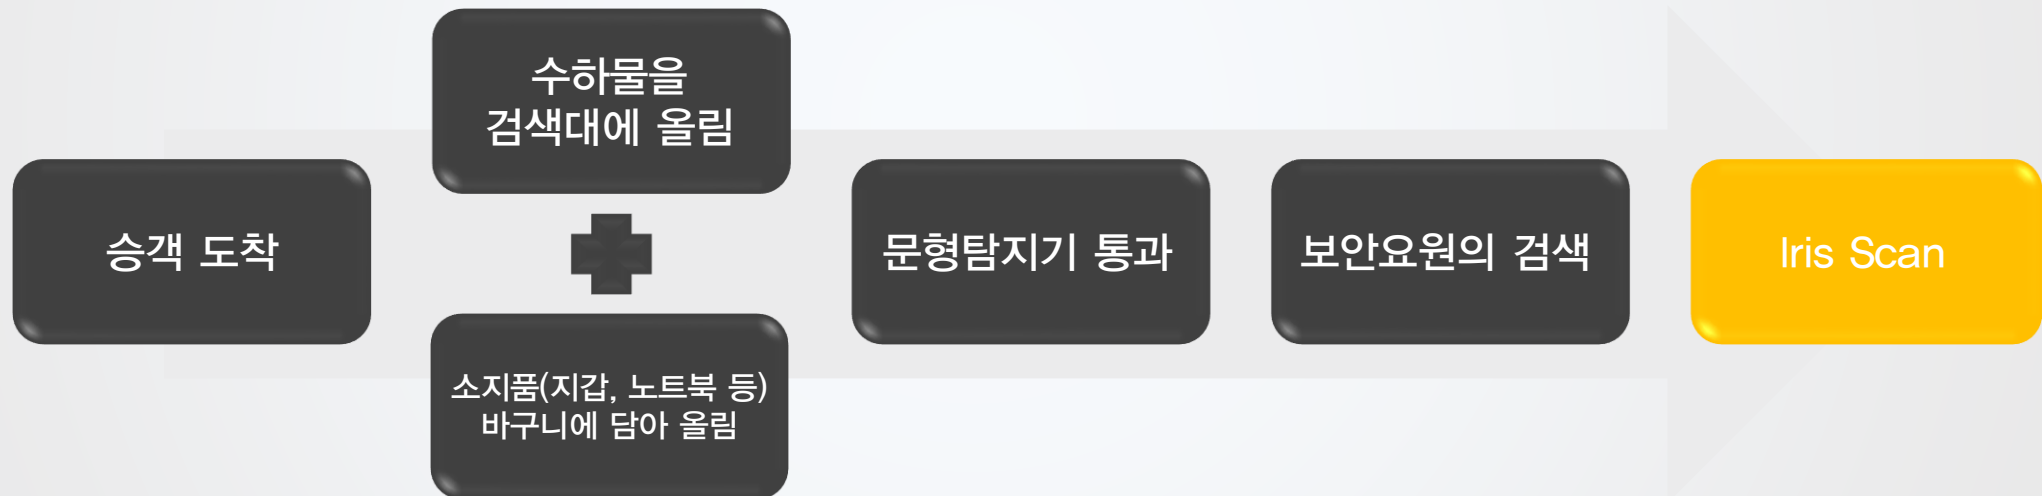 승객 도착
수하물을
검색대에 올림
소지품(지갑, 노트북 등)
바구니에 담아 올림
문형탐지기 통과
보안요원의 검색
Iris Scan